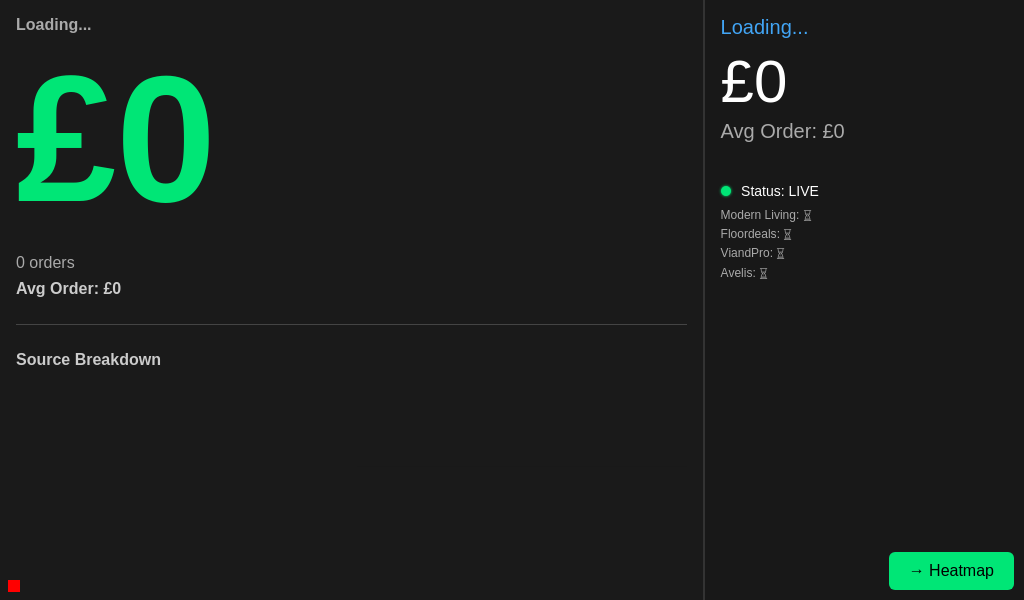 Loading...
£0
0 orders
Avg Order: £0
Source Breakdown
Loading...
£0
Avg Order: £0
Status: LIVE
Modern Living: ⏳
Floordeals: ⏳
ViandPro: ⏳
Avelis: ⏳
→ Heatmap